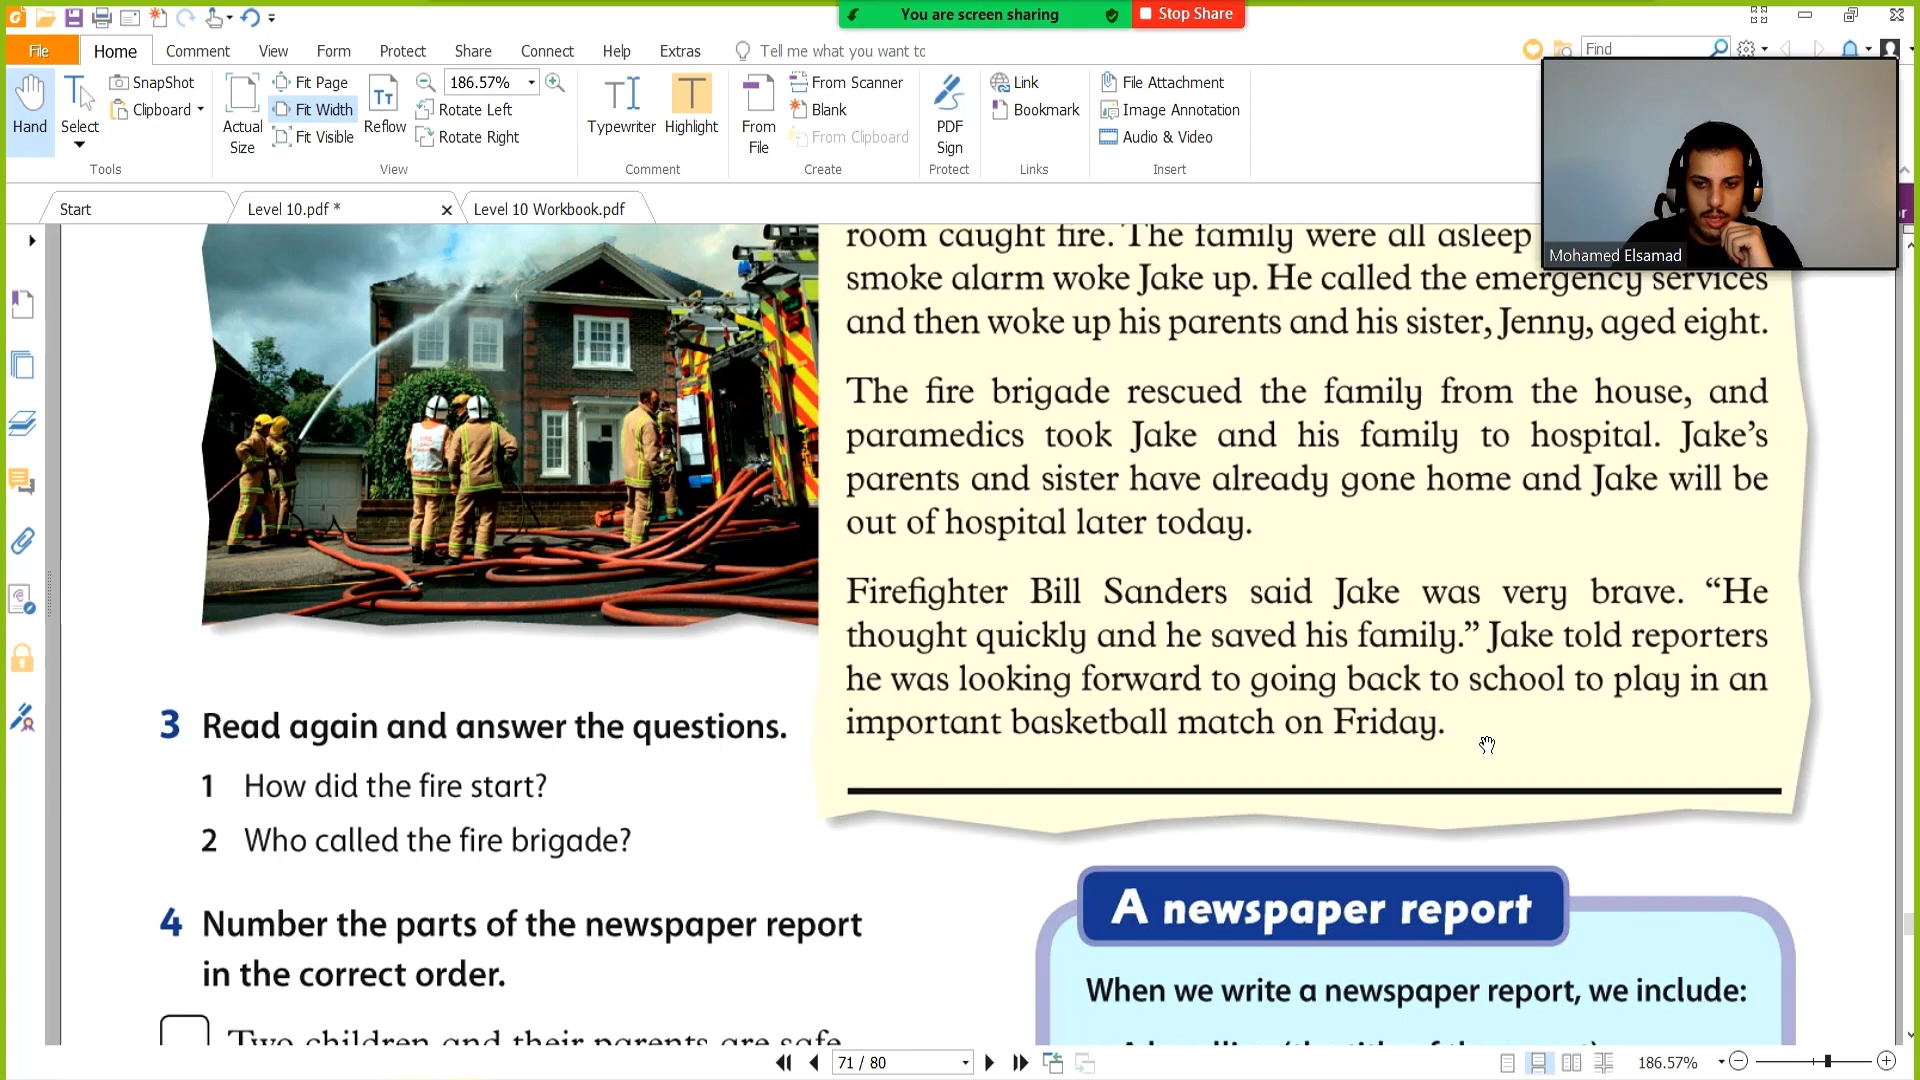 You are screen sharing
Stop Share
File
Home
Comment
View
Form
Protect
Share
Connect
Help
Extras
Tell me what you want to
Find
Hand
Select
SnapShot
Clipboard
Tools
Actual
Size
Fit Page
Fit Width
Fit Visible
Reflow
186.57%
Rotate Left
Rotate Right
View
Typewriter
Highlight
Comment
From
File
From Scanner
Blank
From Clipboard
Create
PDF
Sign
Protect
Link
Bookmark
Links
File Attachment
Image Annotation
Audio & Video
Insert
Mohamed Elsamad
Start
Level 10.pdf *
Level 10 Workbook.pdf
room caught fire. The family were all asleep
smoke alarm woke Jake up. He called the emergency services
and then woke up his parents and his sister, Jenny, aged eight.
The fire brigade rescued the family from the house, and
paramedics took Jake and his family to hospital. Jake's
parents and sister have already gone home and Jake will be
out of hospital later today.
Firefighter Bill Sanders said Jake was very brave. “He
thought quickly and he saved his family.” Jake told reporters
he was looking forward to going back to school to play in an
important basketball match on Friday.
3 Read again and answer the questions.
1 How did the fire start?
2 Who called the fire brigade?
4 Number the parts of the newspaper report
in the correct order.
Two children and their parents are safe
A newspaper report
When we write a newspaper report, we include:
71 / 80
186.57%